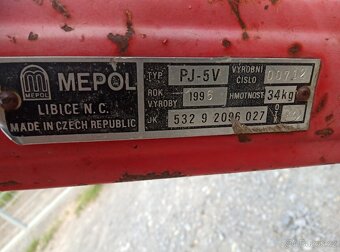 MEPOL
MEPOL
LIBICE N.C.
MADE IN CZECH REPUBLIC
TYP PJ-5V VÝROBNÍ ČÍSLO
ROK VÝROBY 1995 HMOTNOST 34kg
JK 532 9 2096 027